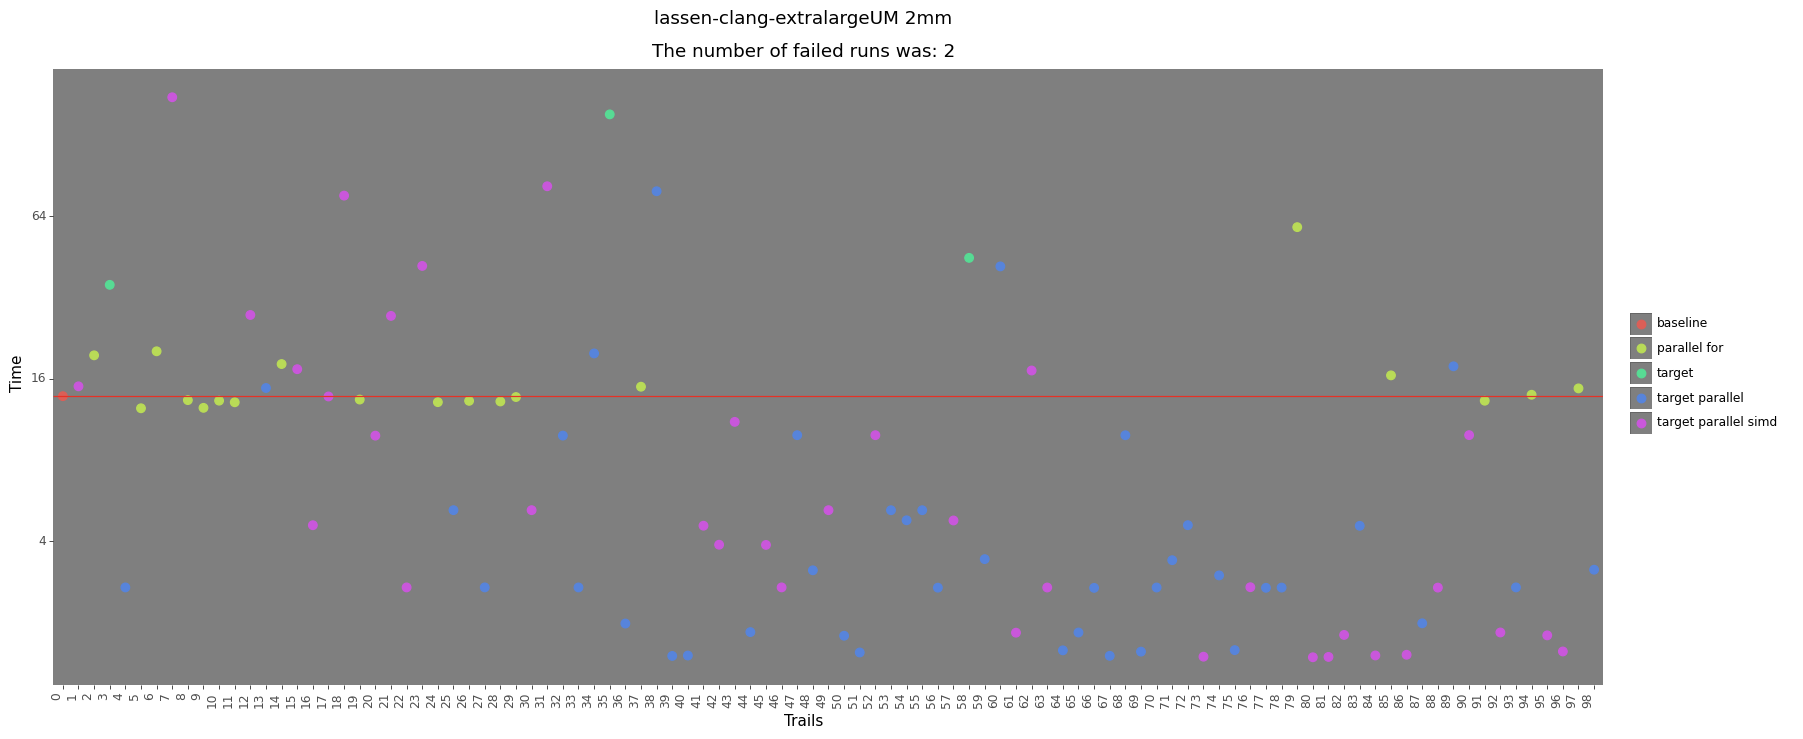 lassen-clang-extralargeUM 2mm
The number of failed runs was: 2
Time
64
16
4
0 1 2 3 4 5 6 7 8 9 10 11 12 13 14 15 16 17 18 19 20 21 22 23 24 25 26 27 28 29 30 31 32 33 34 35 36 37 38 39 40 41 42 43 44 45 46 47 48 49 50 51 52 53 54 55 56 57 58 59 60 61 62 63 64 65 66 67 68 69 70 71 72 73 74 75 76 77 78 79 80 81 82 83 84 85 86 87 88 89 90 91 92 93 94 95 96 97 98
Trails
baseline
parallel for
target
target parallel
target parallel simd